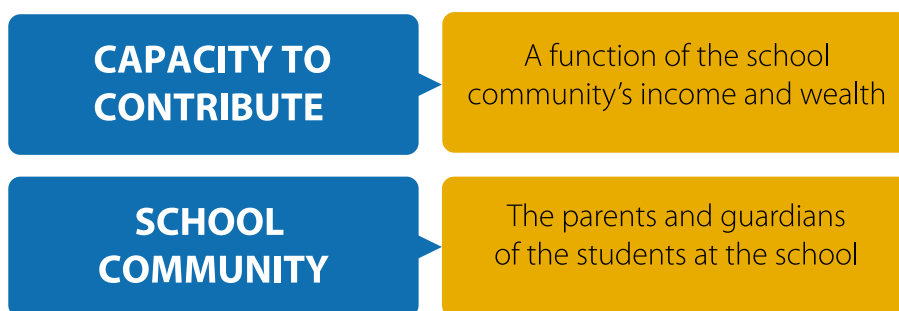 CAPACITY TO
CONTRIBUTE
A function of the school
community’s income and wealth
SCHOOL
COMMUNITY
The parents and guardians
of the students at the school